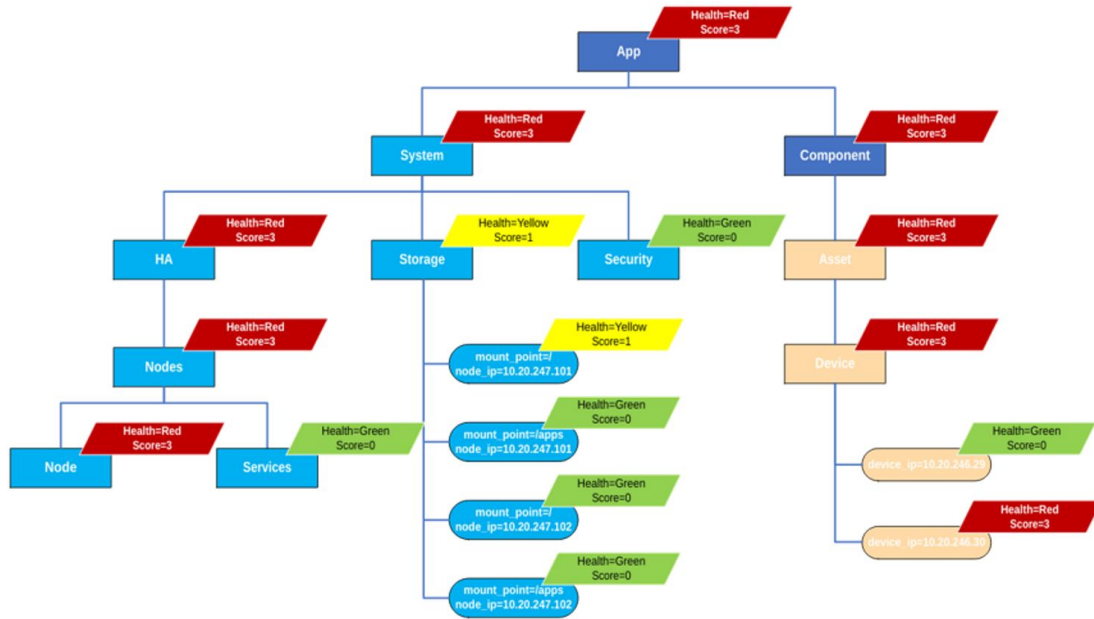 Health=Red
Score=3
App
Health=Red
Score=3
System
Health=Red
Score=3
Component
Health=Red
Score=3
HA
Health=Yellow
Score=1
Storage
Health=Green
Score=0
Security
Health=Red
Score=3
Asset
Health=Red
Score=3
Nodes
Health=Yellow
Score=1
mount_point=/
node_ip=10.20.247.101
Health=Red
Score=3
Device
Health=Red
Score=3
Node
Health=Green
Score=0
Services
Health=Green
Score=0
mount_point=/apps
node_ip=10.20.247.101
Health=Green
Score=0
device_ip=10.20.246.29
Health=Green
Score=0
mount_point=/
node_ip=10.20.247.102
Health=Red
Score=3
device_ip=10.20.246.30
Health=Green
Score=0
mount_point=/apps
node_ip=10.20.247.102